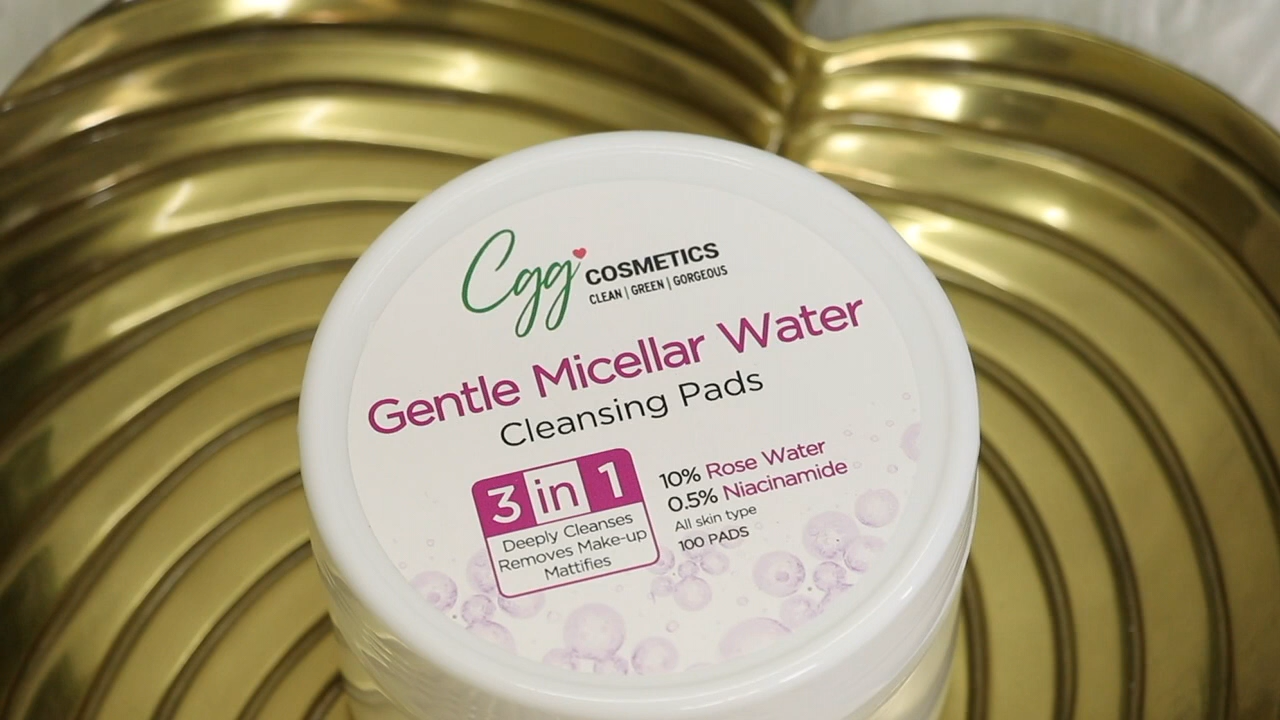 Cgg COSMETICS
CLEAN | GREEN | GORGEOUS
Gentle Micellar Water
Cleansing Pads
3 in 1
Deeply Cleanses
Removes Make-up
Mattifies
10% Rose Water
0.5% Niacinamide
All skin type
100 PADS